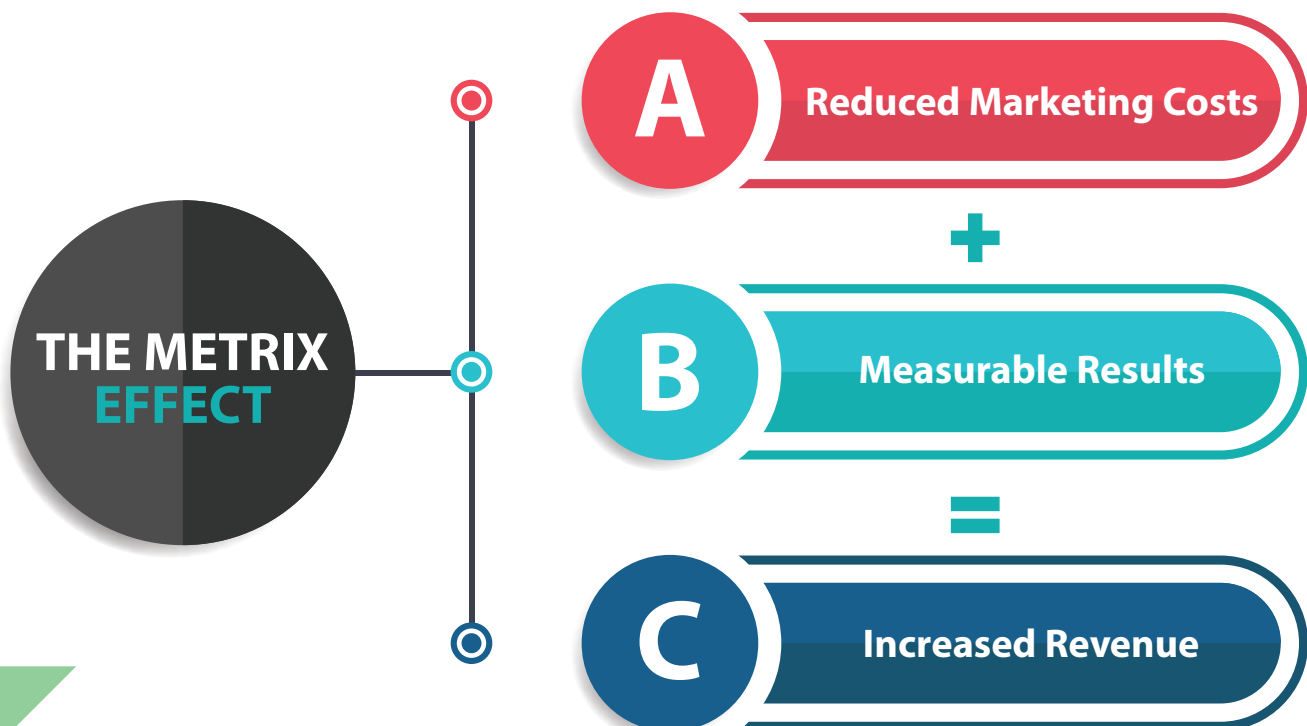 THE METRIX
EFFECT
A
Reduced Marketing Costs
+
B
Measurable Results
=
C
Increased Revenue